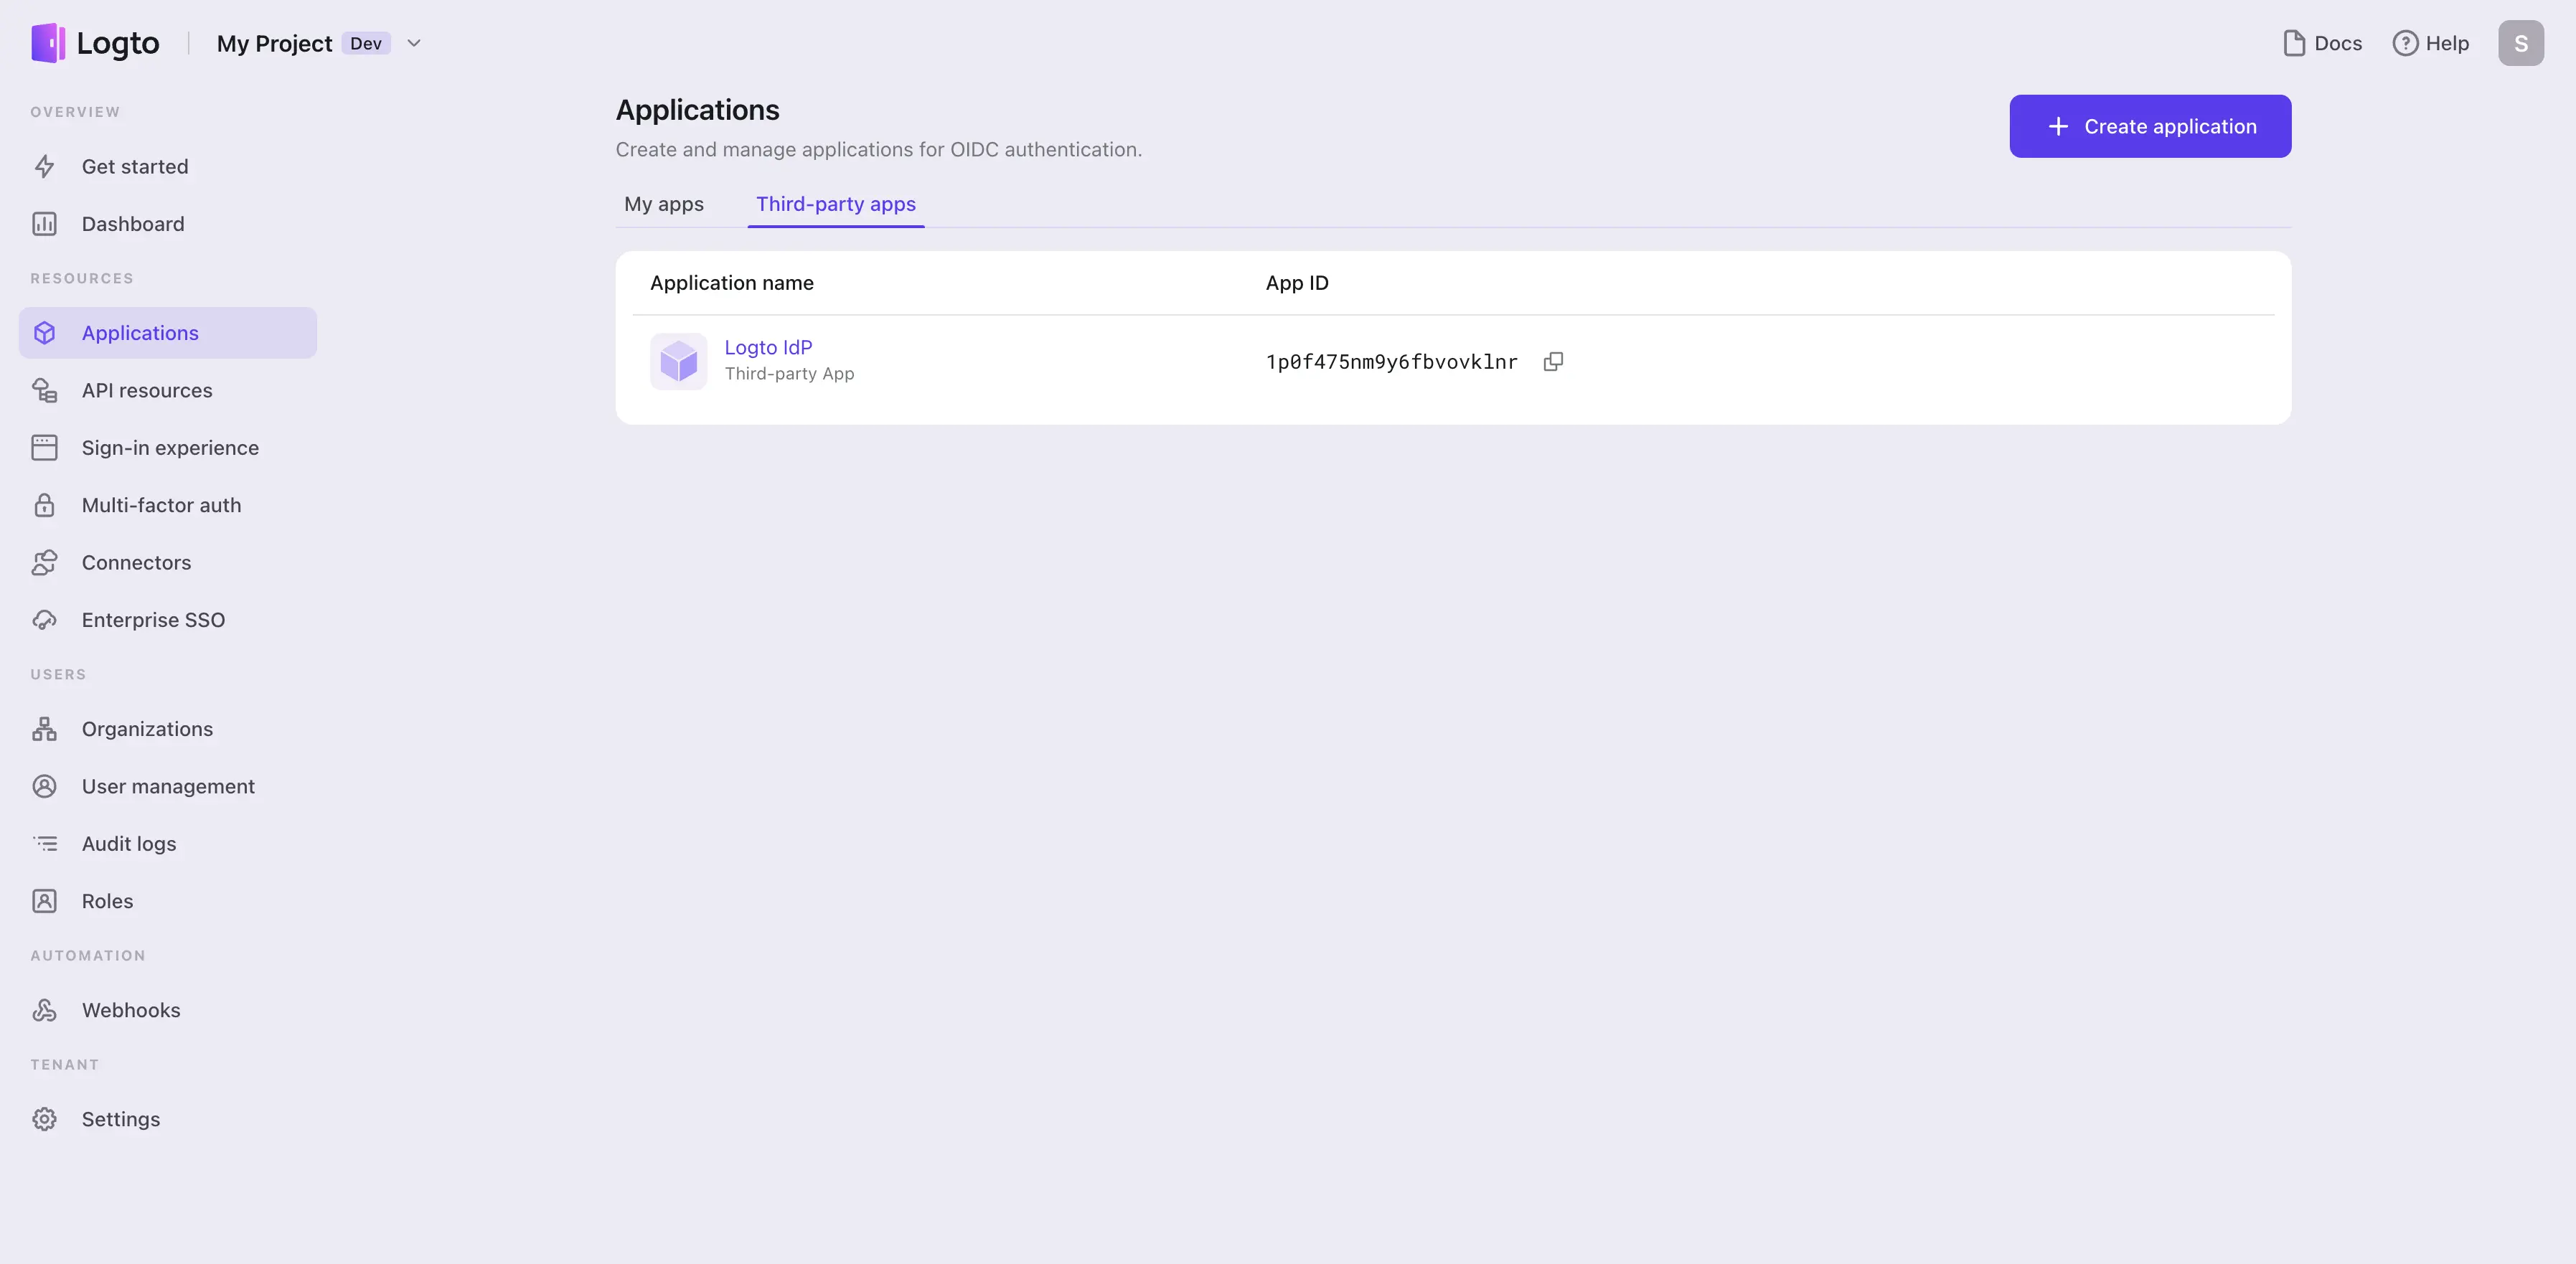 Logto
My Project Dev
Docs
Help
S
OVERVIEW
Get started
Dashboard
RESOURCES
Applications
API resources
Sign-in experience
Multi-factor auth
Connectors
Enterprise SSO
USERS
Organizations
User management
Audit logs
Roles
AUTOMATION
Webhooks
TENANT
Settings
Applications
Create and manage applications for OIDC authentication.
Create application
My apps
Third-party apps
Application name
App ID
Logto IdP
Third-party App
1p0f475nm9y6fbvovklnr